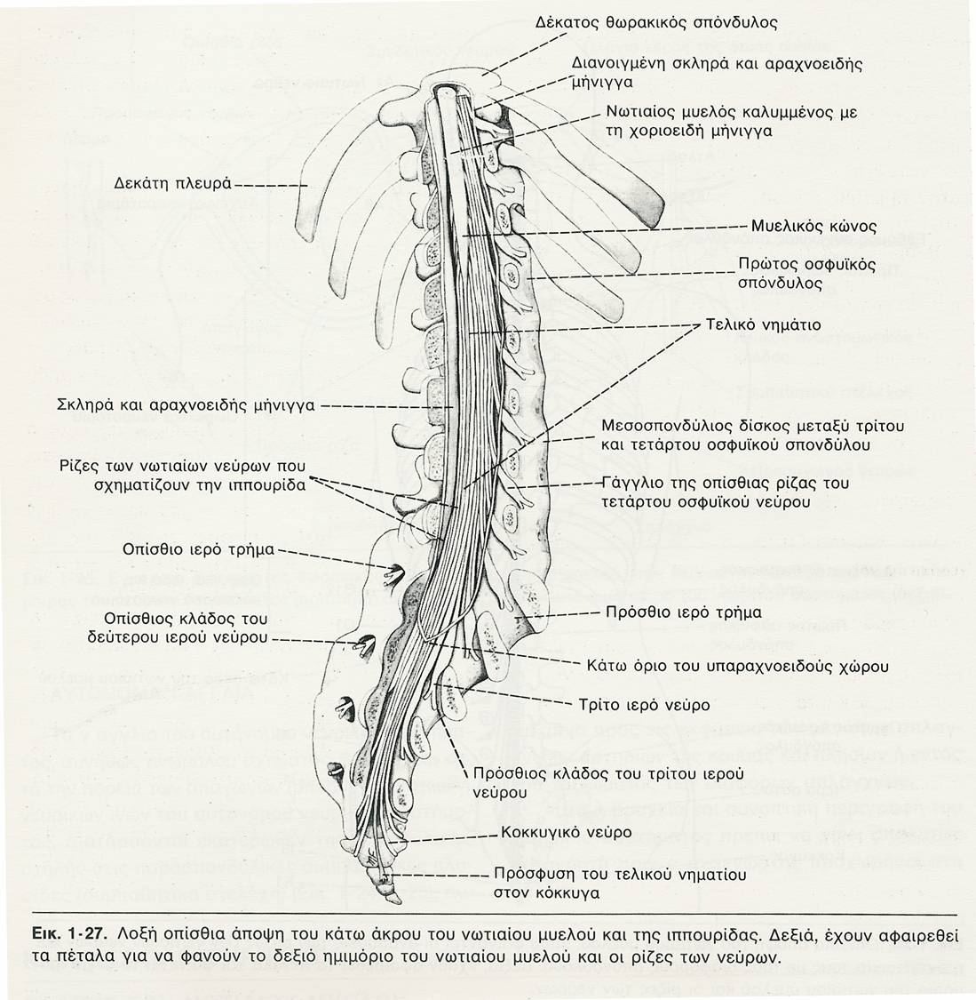 Δέκατος θωρακικός σπόνδυλος
Διανοιγμένη σκληρά και αραχνοειδής
μήνιγγα
Νωτιαίος μυελός καλυμμένος με
τη χοριοειδή μήνιγγα
Δεκάτη πλευρά
Μυελικός κώνος
Πρώτος οσφυϊκός
σπόνδυλος
Τελικό νημάτιο
Σκληρά και αραχνοειδής μήνιγγα
Μεσοσπονδύλιος δίσκος μεταξύ τρίτου
και τετάρτου οσφυϊκού σπονδύλου
Ρίζες των νωτιαίων νεύρων που
σχηματίζουν την ιππουρίδα
Γάγγλιο της οπίσθιας ρίζας του
τετάρτου οσφυϊκού νεύρου
Οπίσθιο ιερό τρήμα
Πρόσθιο ιερό τρήμα
Οπίσθιος κλάδος του
δεύτερου ιερού νεύρου
Κάτω όριο του υπαραχνοειδούς χώρου
Τρίτο ιερό νεύρο
Πρόσθιος κλάδος του τρίτου ιερού
νεύρου
Κοκκυγικό νεύρο
Πρόσφυση του τελικού νηματίου
στον κόκκυγα
Εικ. 1-27. Λοξή οπίσθια άποψη του κάτω άκρου του νωτιαίου μυελού και της ιππουρίδας. Δεξιά, έχουν αφαιρεθεί
τα πέταλα για να φανούν το δεξιό ημιμόριο του νωτιαίου μυελού και οι ρίζες των νεύρων.